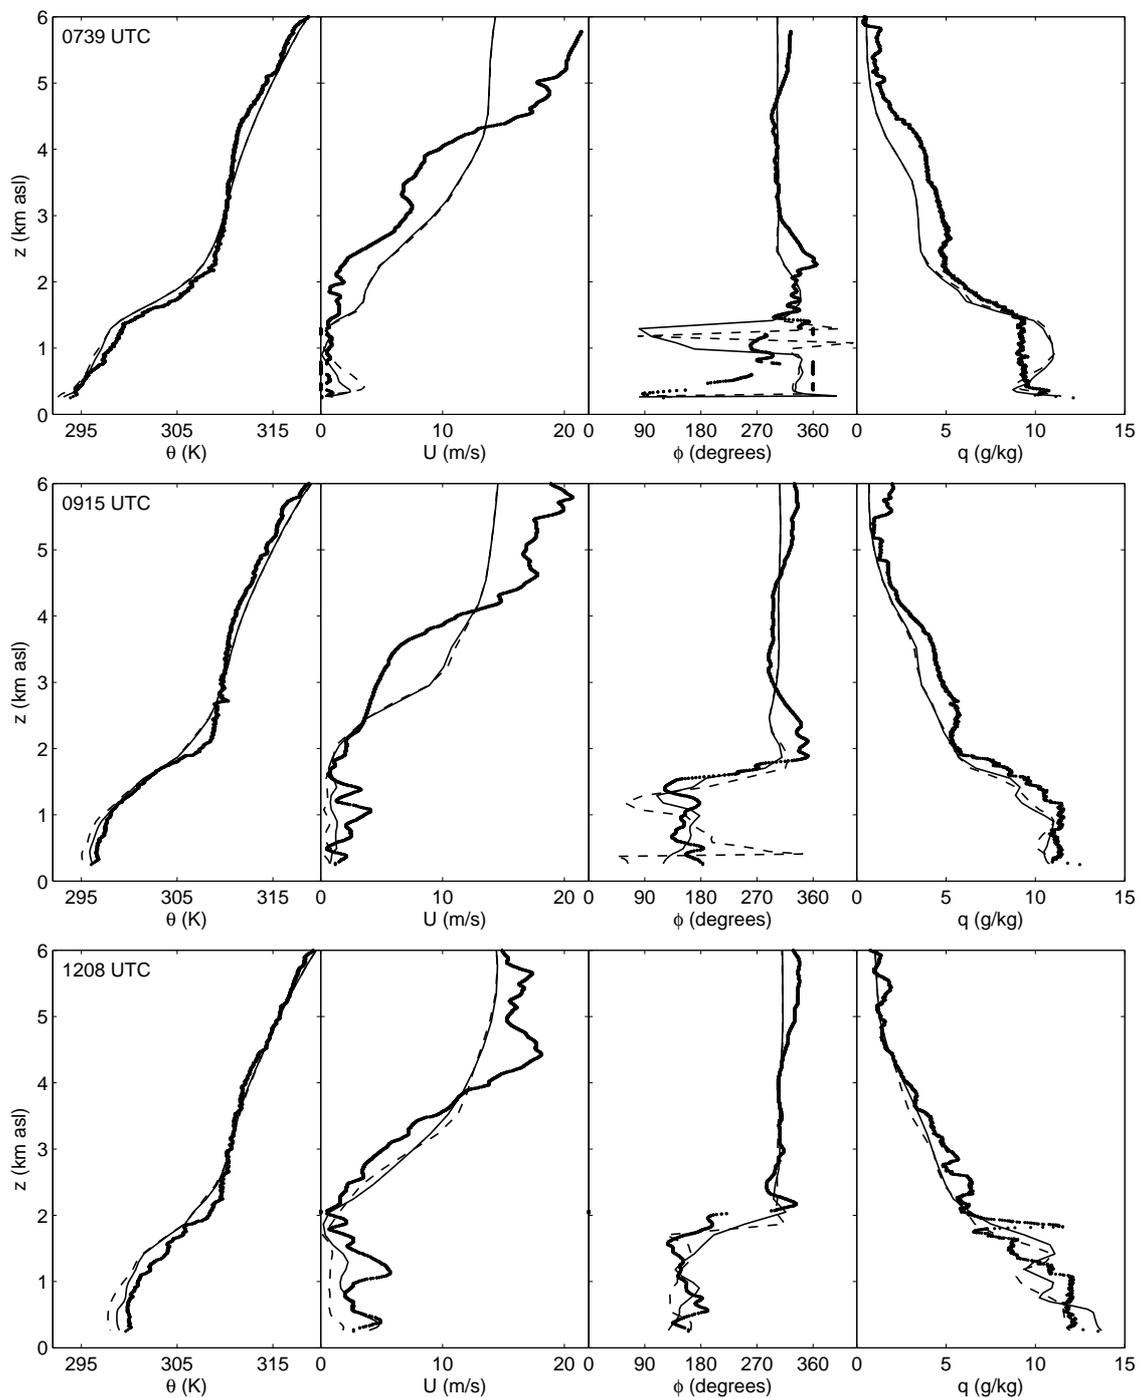 6
5
4
3
2
1
0
z (km asl)
0739 UTC
295 305 315
θ (K)
0 10 20
U (m/s)
0 90 180 270 360
ϕ (degrees)
0 5 10 15
q (g/kg)
6
5
4
3
2
1
0
z (km asl)
0915 UTC
295 305 315
θ (K)
0 10 20
U (m/s)
0 90 180 270 360
ϕ (degrees)
0 5 10 15
q (g/kg)
6
5
4
3
2
1
0
z (km asl)
1208 UTC
295 305 315
θ (K)
0 10 20
U (m/s)
0 90 180 270 360
ϕ (degrees)
0 5 10 15
q (g/kg)